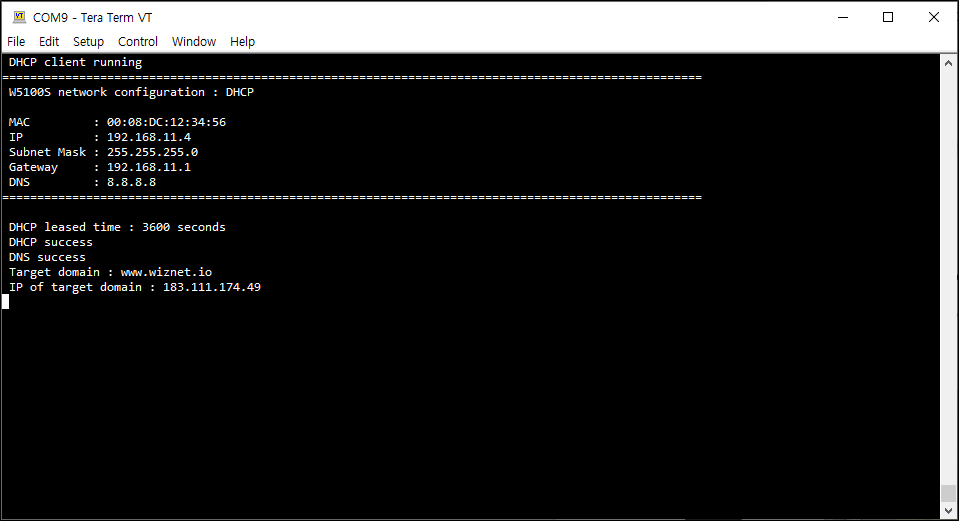 COM9 - Tera Term VT
File Edit Setup Control Window Help
DHCP client running
====================================================================================================
W5100S network configuration : DHCP
MAC : 00:08:DC:12:34:56
IP : 192.168.11.4
Subnet Mask : 255.255.255.0
Gateway : 192.168.11.1
DNS : 8.8.8.8
====================================================================================================
DHCP leased time : 3600 seconds
DHCP success
DNS success
Target domain : www.wiznet.io
IP of target domain : 183.111.174.49